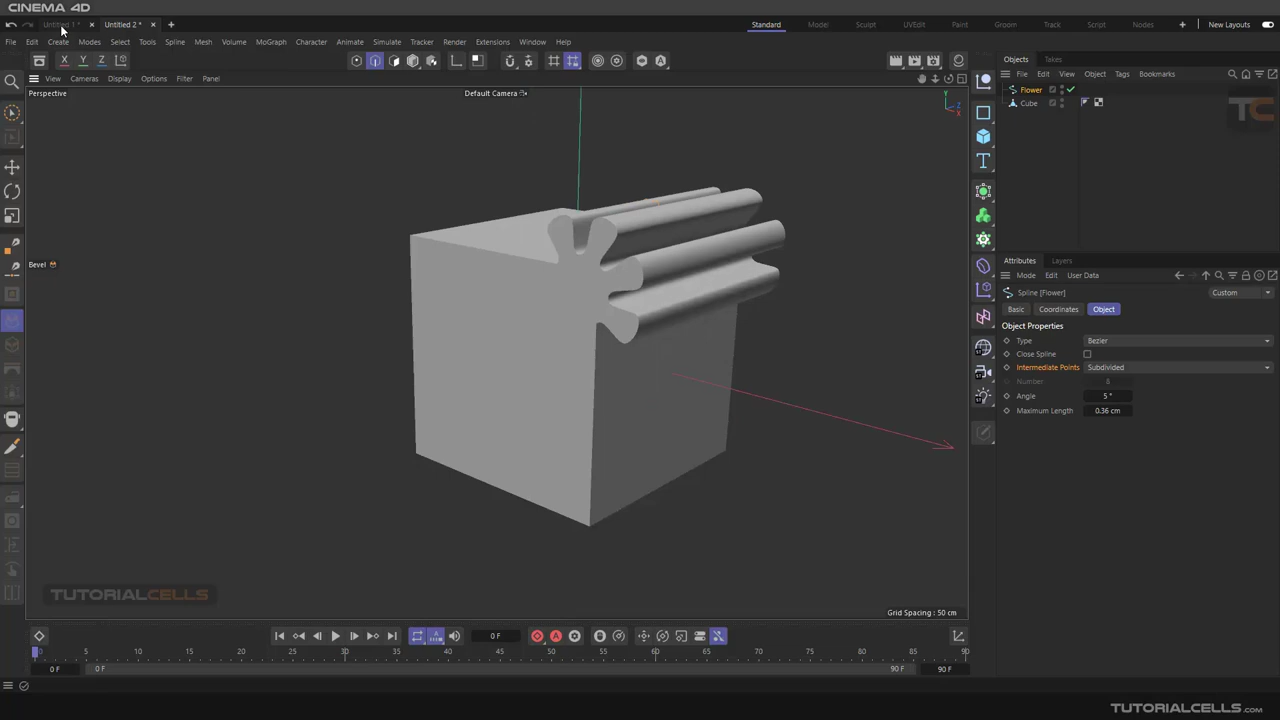 CINEMA 4D
Untitled 1 *
Untitled 2 *
Standard
Model
Sculpt
UVEdit
Paint
Groom
Track
Script
Nodes
New Layouts
File Edit Create Modes Select Tools Spline Mesh Volume MoGraph Character Animate Simulate Tracker Render Extensions Window Help
X Y Z
View Cameras Display Options Filter Panel
Perspective
Default Camera
Y
Z
X
Bevel
TUTORIALCELLS
Grid Spacing : 50 cm
Objects Takes
File Edit View Object Tags Bookmarks
Flower
Cube
TC
Attributes Layers
Mode Edit User Data
Spline [Flower]
Custom
Basic Coordinates Object
Object Properties
Type Bezier
Close Spline
Intermediate Points Subdivided
Number 8
Angle 5 °
Maximum Length 0.36 cm
0 F
0 5 10 15 20 25 30 35 40 45 50 55 60 65 70 75 80 85 90
0 F 0 F 90 F 90 F
TUTORIALCELLS.COM